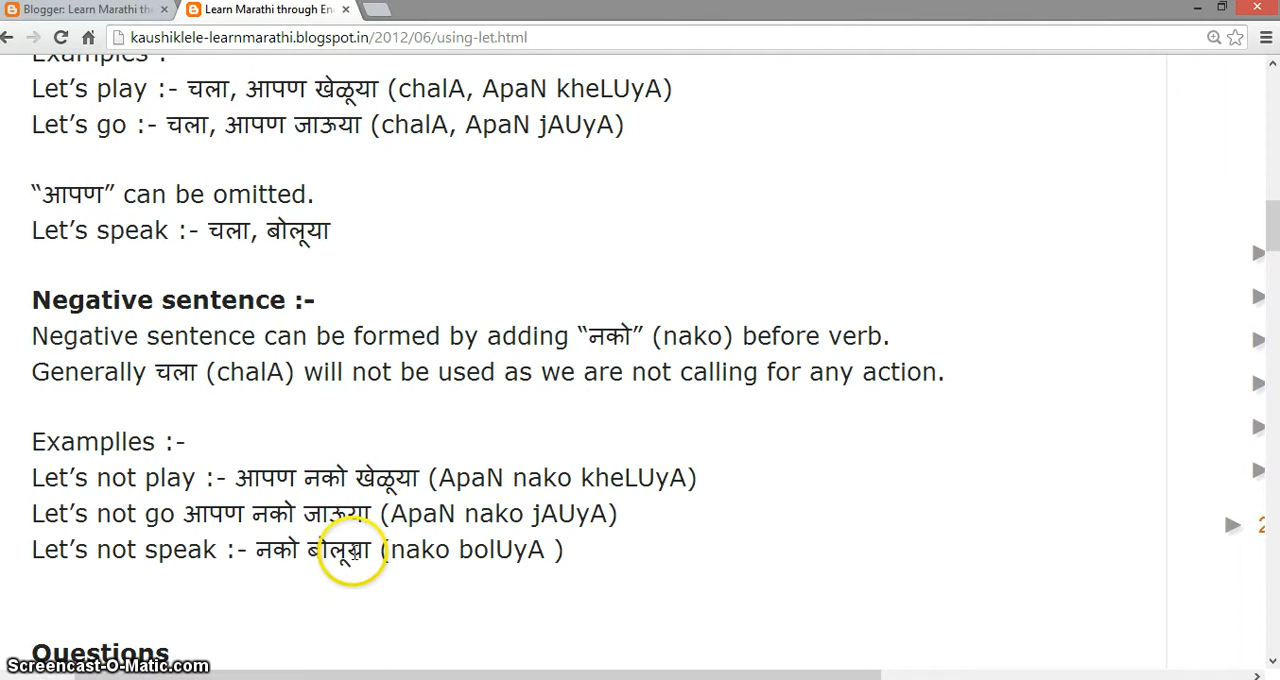 Blogger: Learn Marathi thr
Learn Marathi through En
kaushiklele-learnmarathi.blogspot.in/2012/06/using-let.html
Examples :
Let's play :- चला, आपण खेळूया (chalA, ApaN kheLUyA)
Let's go :- चला, आपण जाऊया (chalA, ApaN jAUyA)
“आपण” can be omitted.
Let's speak :- चला, बोलूया
Negative sentence :-
Negative sentence can be formed by adding “नको” (nako) before verb.
Generally चला (chalA) will not be used as we are not calling for any action.
Examplles :-
Let's not play :- आपण नको खेळूया (ApaN nako kheLUyA)
Let's not go आपण नको जाऊया (ApaN nako jAUyA)
Let's not speak :- नको बोलूया (nako bolUyA )
2
Questions
Screencast-O-Matic.com